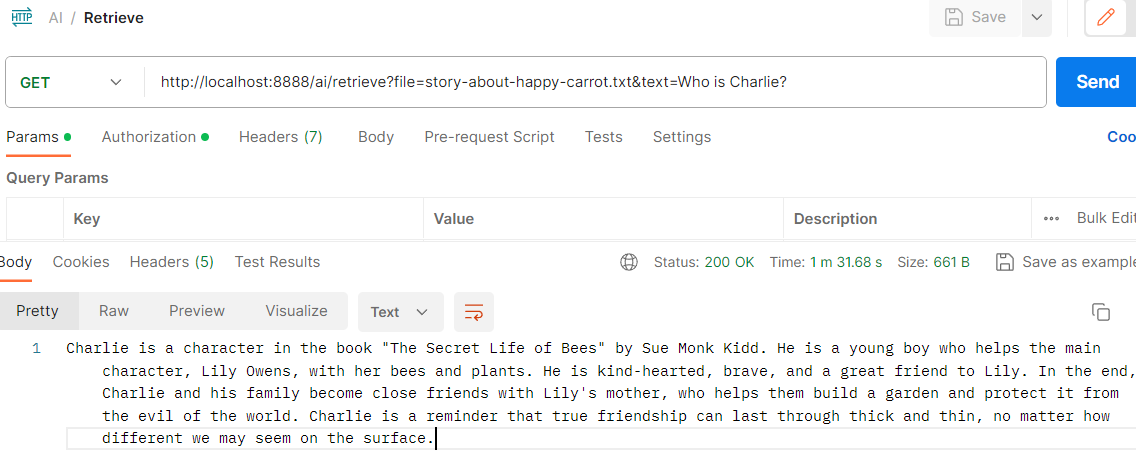 HTTP AI / Retrieve Save
GET http://localhost:8888/ai/retrieve?file=story-about-happy-carrot.txt&text=Who is Charlie? Send
Params Authorization Headers (7) Body Pre-request Script Tests Settings Coo
Query Params
Key Value Description ••• Bulk Edit
Body Cookies Headers (5) Test Results Status: 200 OK Time: 1 m 31.68 s Size: 661 B Save as example
Pretty Raw Preview Visualize Text
1 Charlie is a character in the book "The Secret Life of Bees" by Sue Monk Kidd. He is a young boy who helps the main
character, Lily Owens, with her bees and plants. He is kind-hearted, brave, and a great friend to Lily. In the end,
Charlie and his family become close friends with Lily's mother, who helps them build a garden and protect it from
the evil of the world. Charlie is a reminder that true friendship can last through thick and thin, no matter how
different we may seem on the surface.